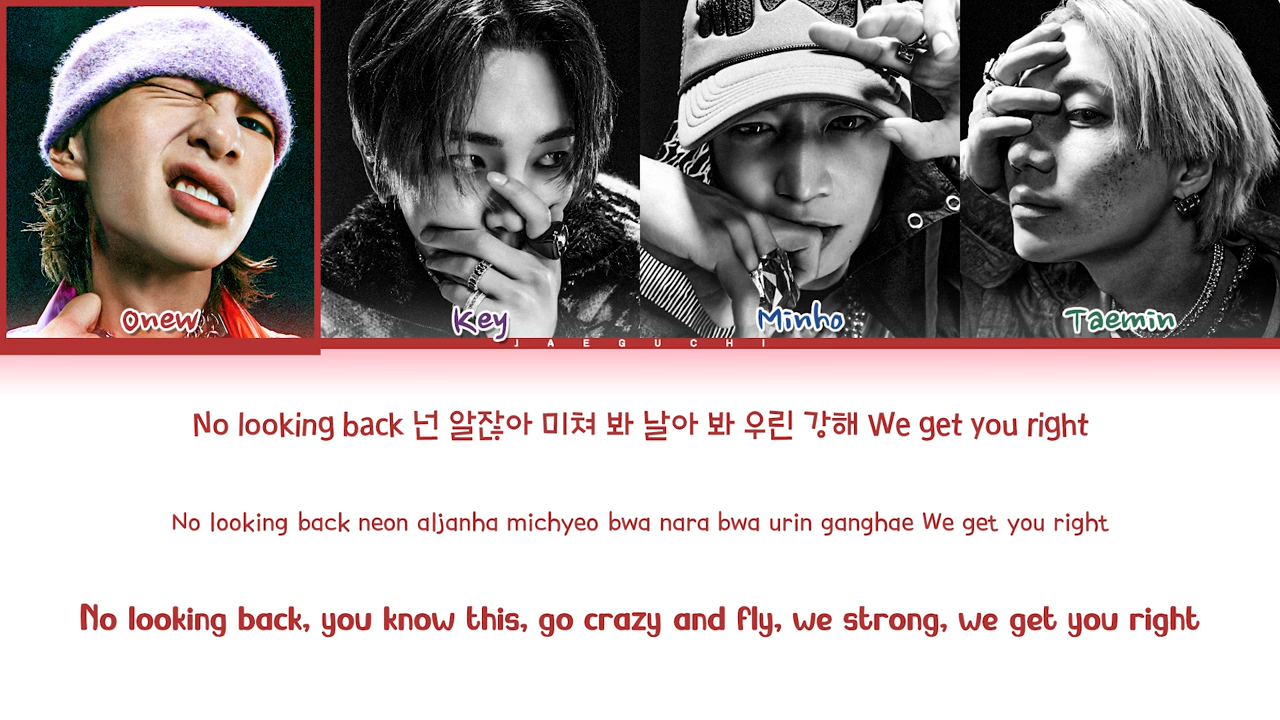 Onew
Key
Minho
Taemin
JAEGUCHI
No looking back 넌 알잖아 미쳐 봐 날아 봐 우린 강해 We get you right
No looking back neon aljanha michyeo bwa nara bwa urin ganghae We get you right
No looking back, you know this, go crazy and fly, we strong, we get you right